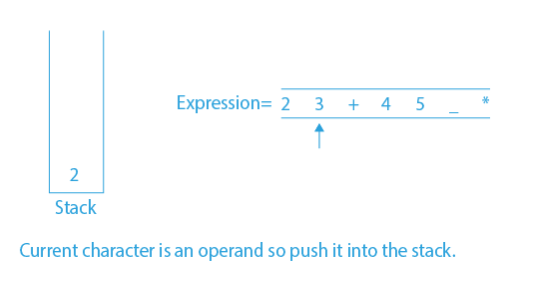 Expression= 2 3 + 4 5 _ *
2
Stack
Current character is an operand so push it into the stack.